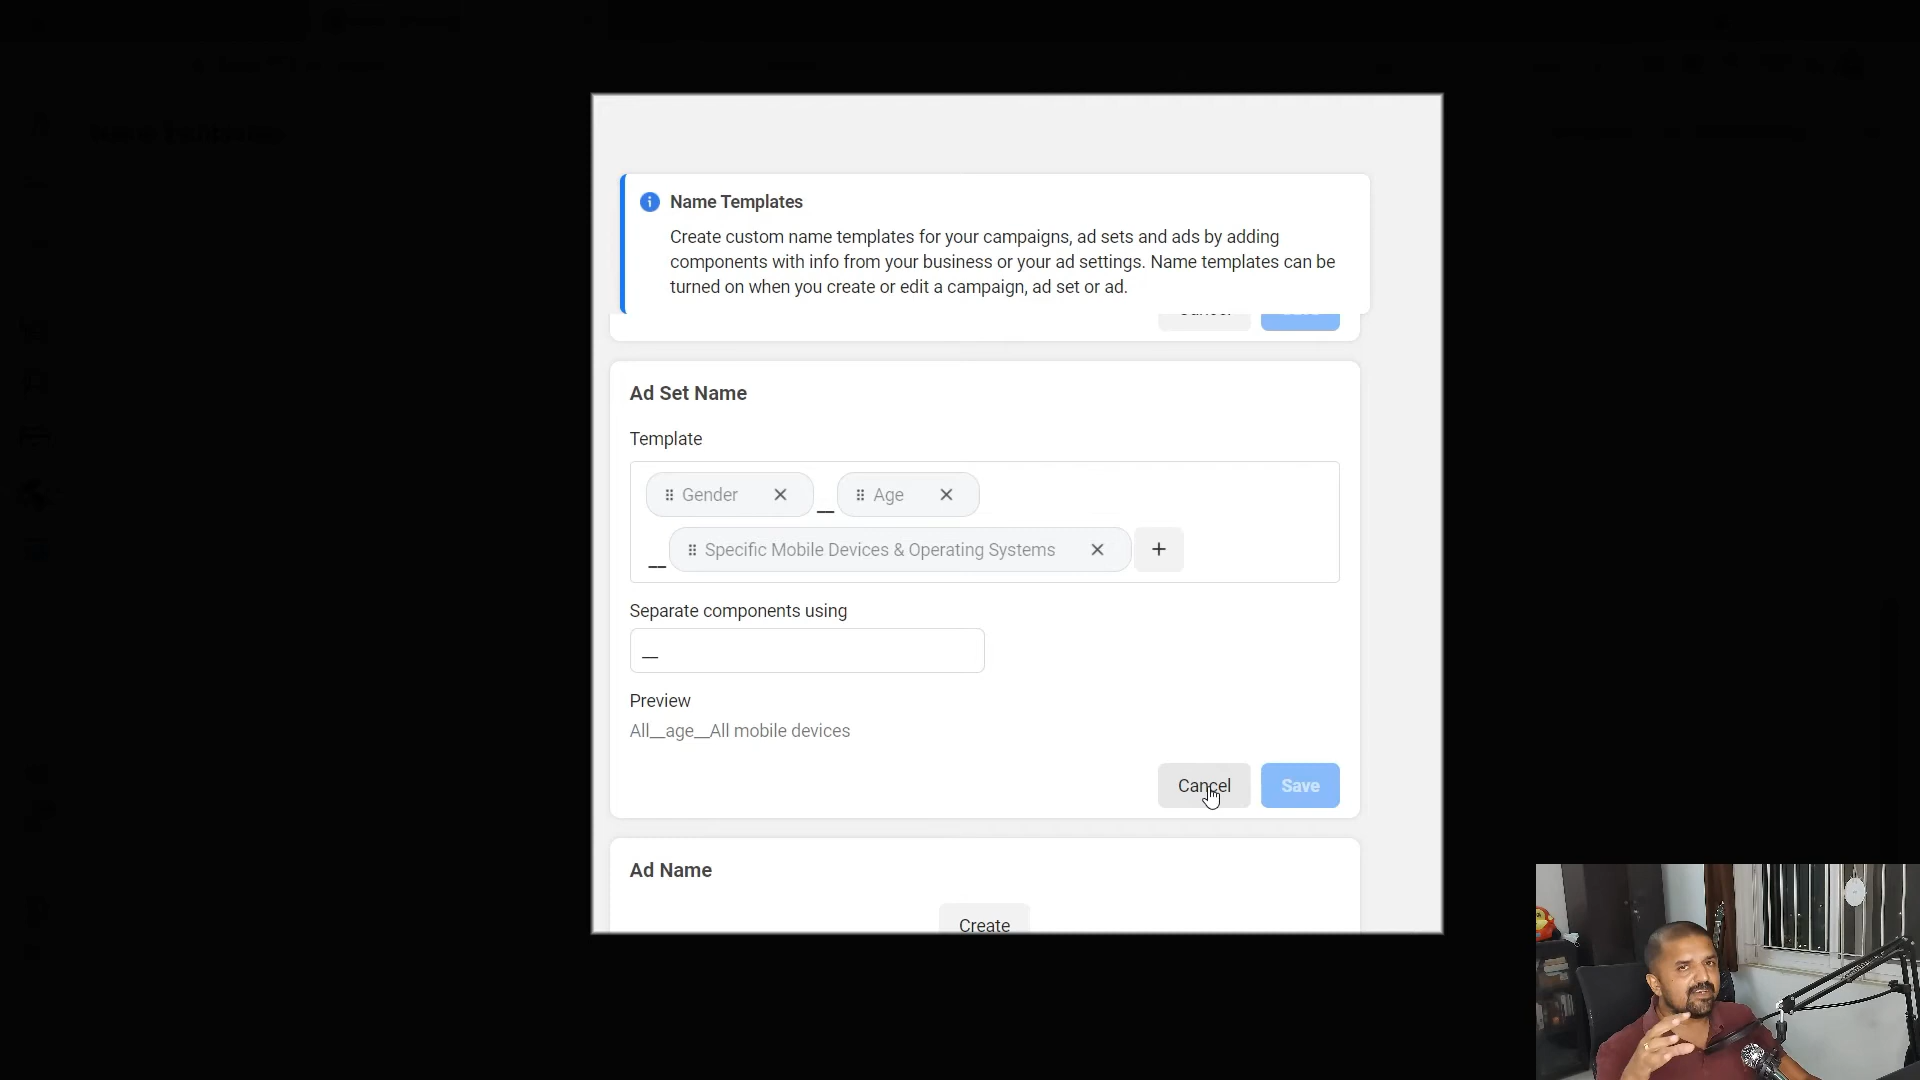 Name Templates
Create custom name templates for your campaigns, ad sets and ads by adding
components with info from your business or your ad settings. Name templates can be
turned on when you create or edit a campaign, ad set or ad.
Ad Set Name
Template
Gender __ Age
__ Specific Mobile Devices & Operating Systems +
Separate components using
__
Preview
All__age__All mobile devices
Cancel Save
Ad Name
Create